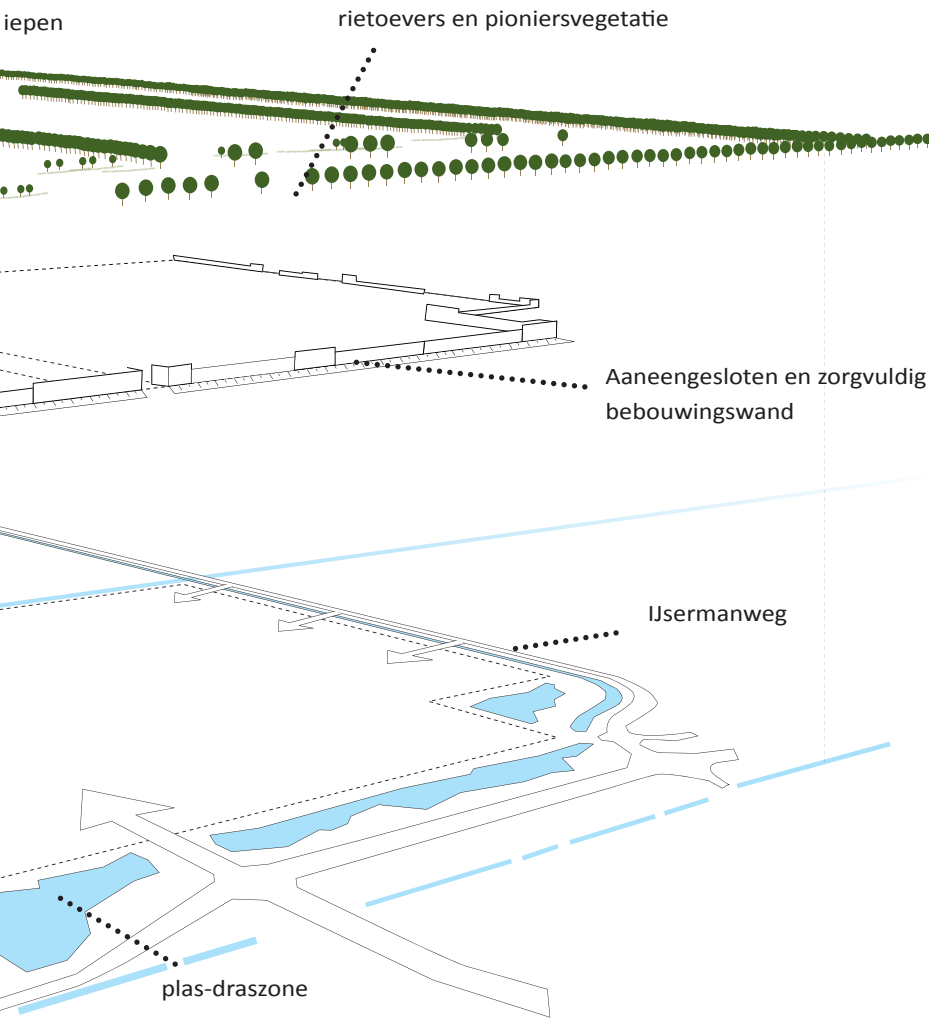 iepen
rietoevers en pioniersvegetatie
Aaneengesloten en zorgvuldig
bebouwingswand
IJsermanweg
plas-draszone